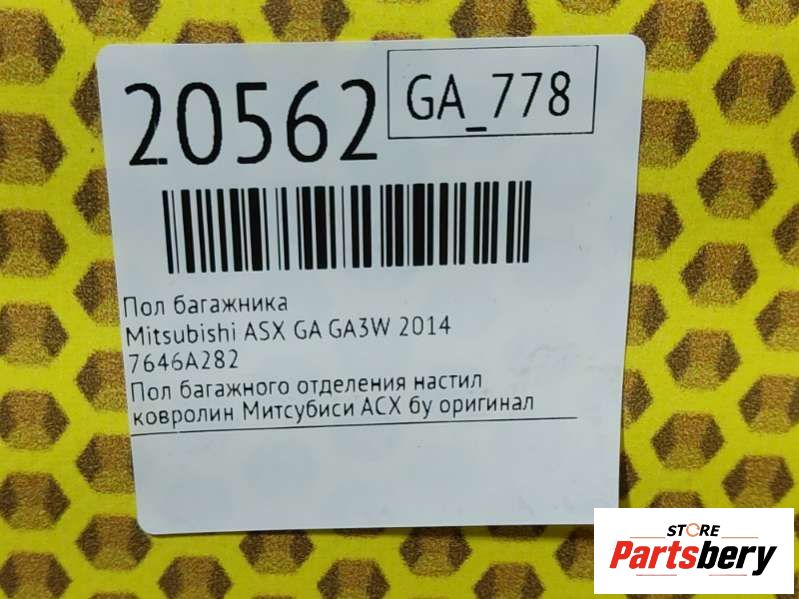 20562
GA_778
Пол багажника
Mitsubishi ASX GA GA3W 2014
7646A282
Пол багажного отделения настил
ковролин Митсубиси АСХ бу оригинал
STORE
Partsbery